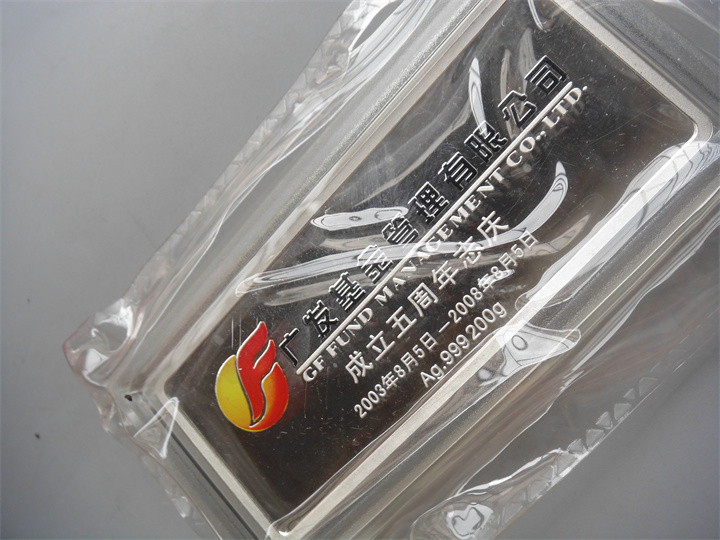 广发基金管理有限公司
GF FUND MANAGEMENT CO., LTD.
成立五周年志庆
2003年8月5日-2008年8月5日
Ag.999200g